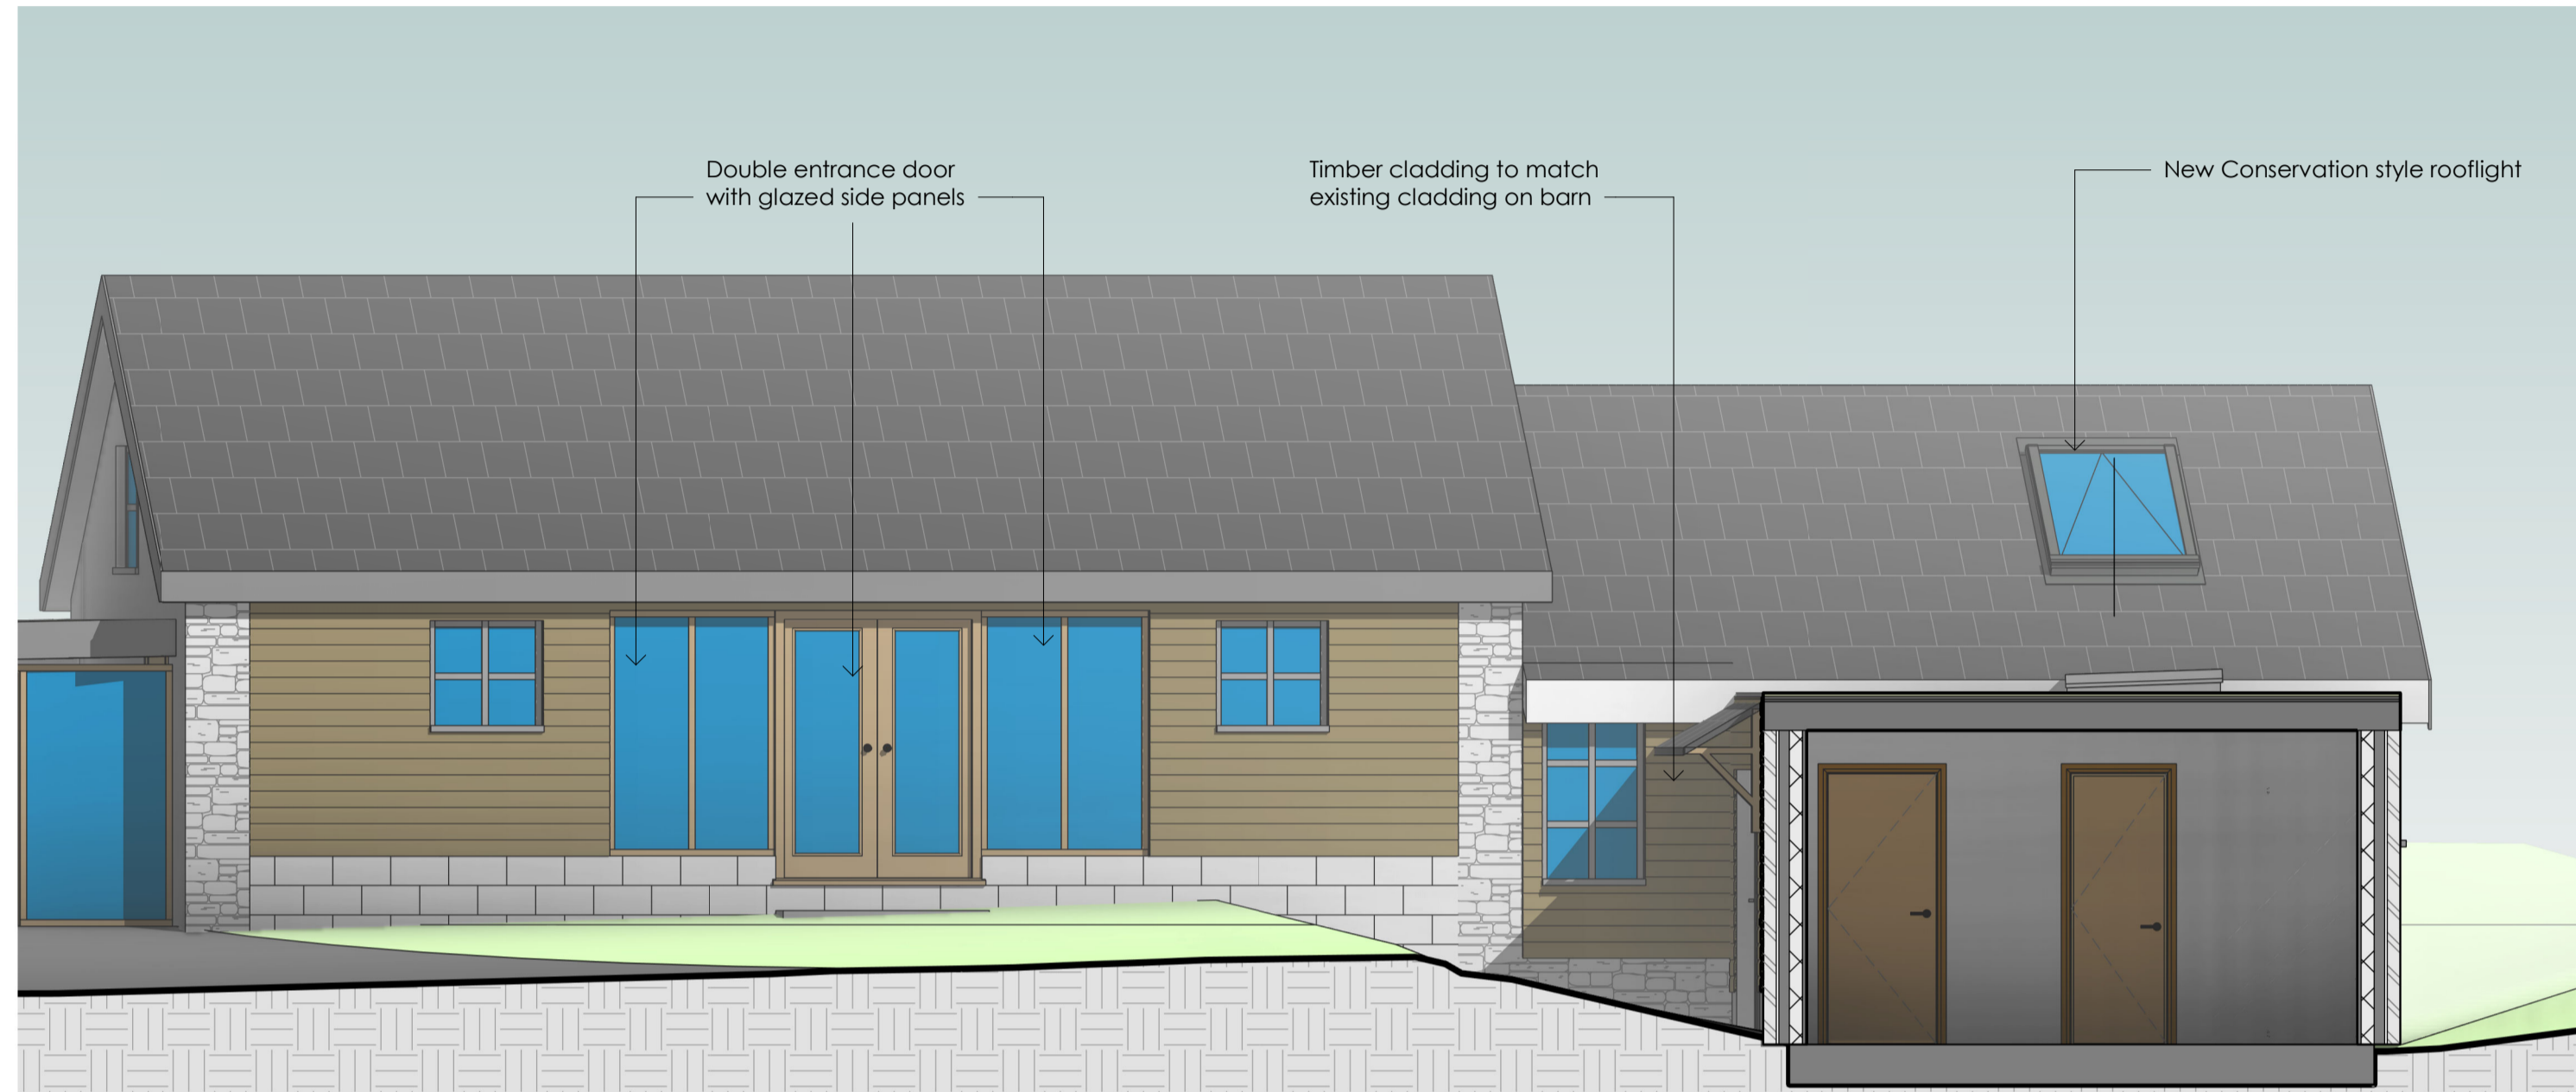 Double entrance door
with glazed side panels
Timber cladding to match
existing cladding on barn
New Conservation style rooflight